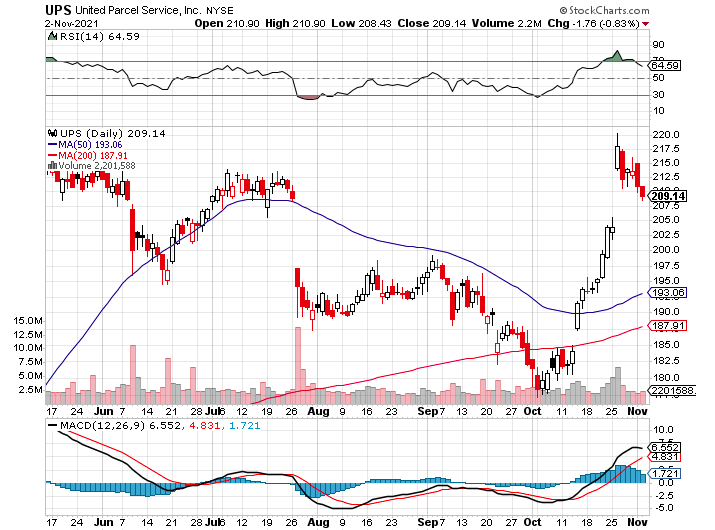 UPS United Parcel Service, Inc. NYSE © StockCharts.com
2-Nov-2021 Open 210.90 High 210.90 Low 208.43 Close 209.14 Volume 2.2M Chg -1.76 (-0.83%)
RSI(14) 64.59
90
70
64.59
50
30
10
UPS (Daily) 209.14
MA(50) 193.06
MA(200) 187.91
Volume 2,201,588
220.0
217.5
215.0
212.5
210.0
209.14
207.5
205.0
202.5
200.0
197.5
195.0
193.06
190.0
187.91
185.0
182.5
180.0
15.0M
12.5M
10.0M
7.5M
5.0M
2.5M
2201588
17 24 Jun 7 14 21 28 Jul 6 12 19 26 Aug 9 16 23 Sep 7 13 20 27 Oct 11 18 25 Nov
MACD(12,26,9) 6.552, 4.831, 1.721
10.0
6.552
4.831
1.721
0.0
-2.5
-5.0
17 24 Jun 7 14 21 28 Jul 6 12 19 26 Aug 9 16 23 Sep 7 13 20 27 Oct 11 18 25 Nov